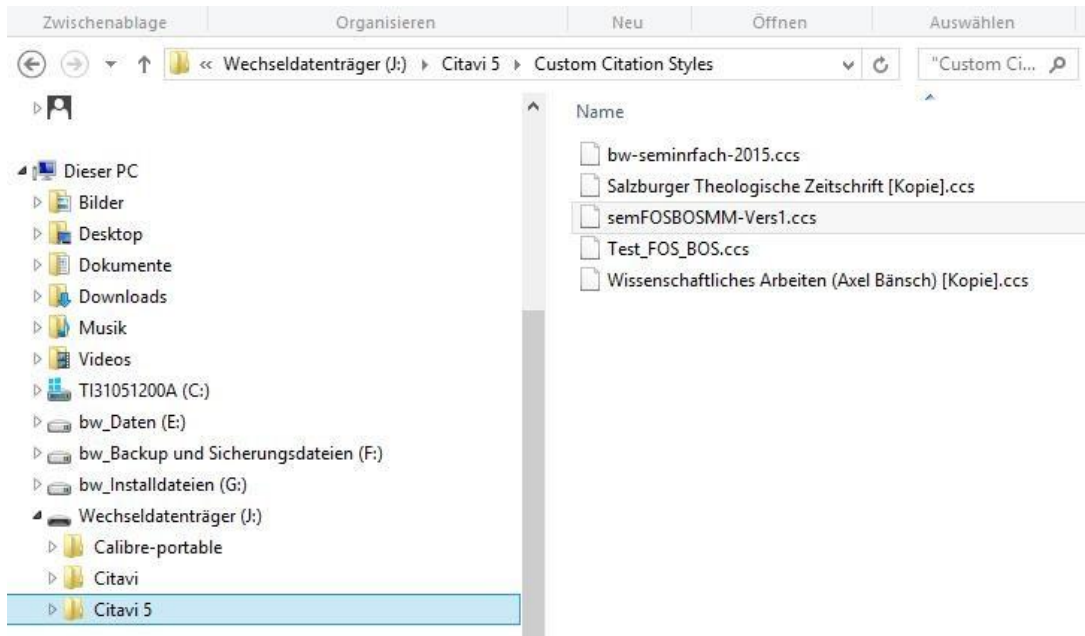 Zwischenablage Organisieren Neu Öffnen Auswählen
« Wechseldatenträger (J:) Citavi 5 Custom Citation Styles "Custom Ci...
Dieser PC
Bilder
Desktop
Dokumente
Downloads
Musik
Videos
TI31051200A (C:)
bw_Daten (E:)
bw_Backup und Sicherungsdateien (F:)
bw_Installdateien (G:)
Wechseldatenträger (J:)
Calibre-portable
Citavi
Citavi 5
Name
bw-seminrfach-2015.ccs
Salzburger Theologische Zeitschrift [Kopie].ccs
semFOSBOSMM-Vers1.ccs
Test_FOS_BOS.ccs
Wissenschaftliches Arbeiten (Axel Bänsch) [Kopie].ccs